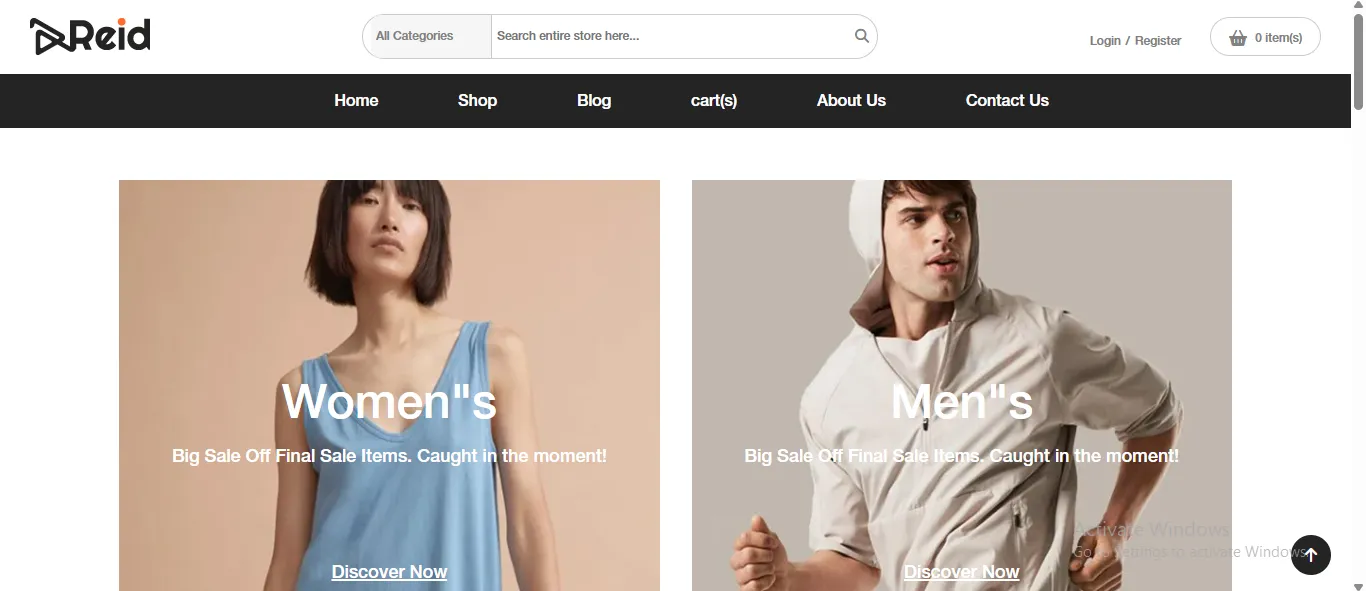 Reid
All Categories
Search entire store here...
Login / Register
0 item(s)
Home
Shop
Blog
cart(s)
About Us
Contact Us
Women"s
Big Sale Off Final Sale Items. Caught in the moment!
Discover Now
Men"s
Big Sale Off Final Sale Items. Caught in the moment!
Discover Now
Activate Windows
Go to Settings to activate Windows.